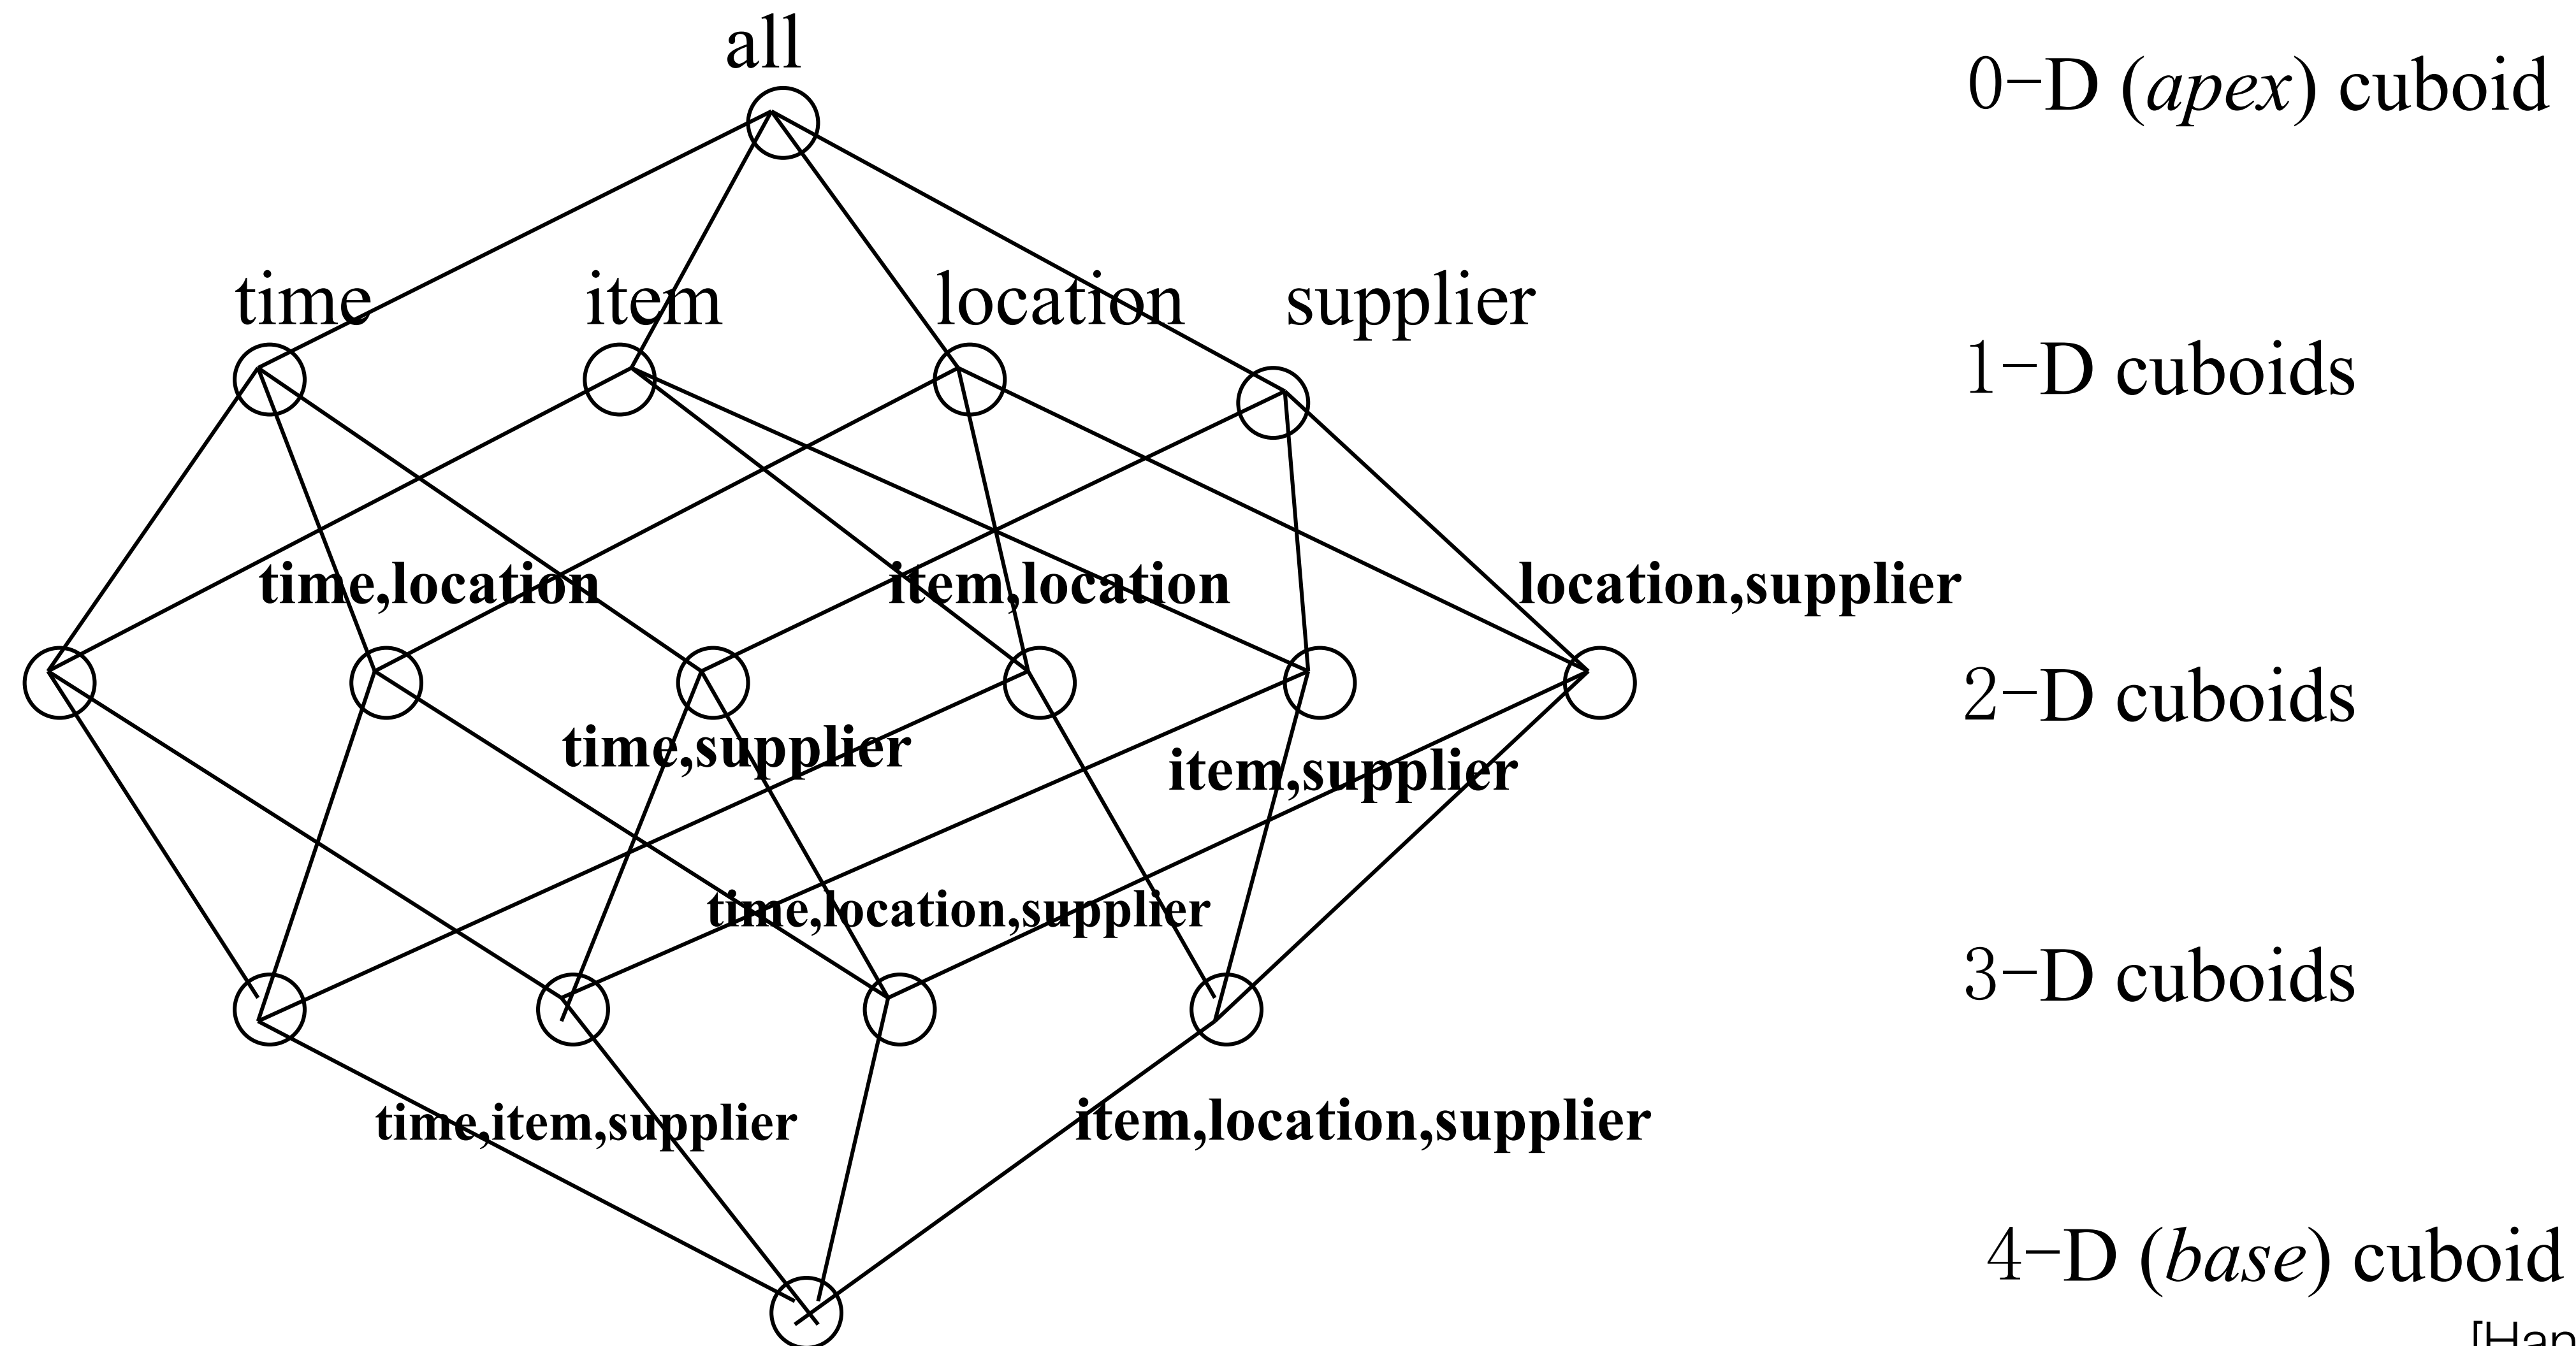 all
0-D (apex) cuboid
time item location supplier
1-D cuboids
time,location item,location location,supplier
2-D cuboids
time,supplier item,supplier
time,location,supplier
3-D cuboids
time,item,supplier item,location,supplier
4-D (base) cuboid